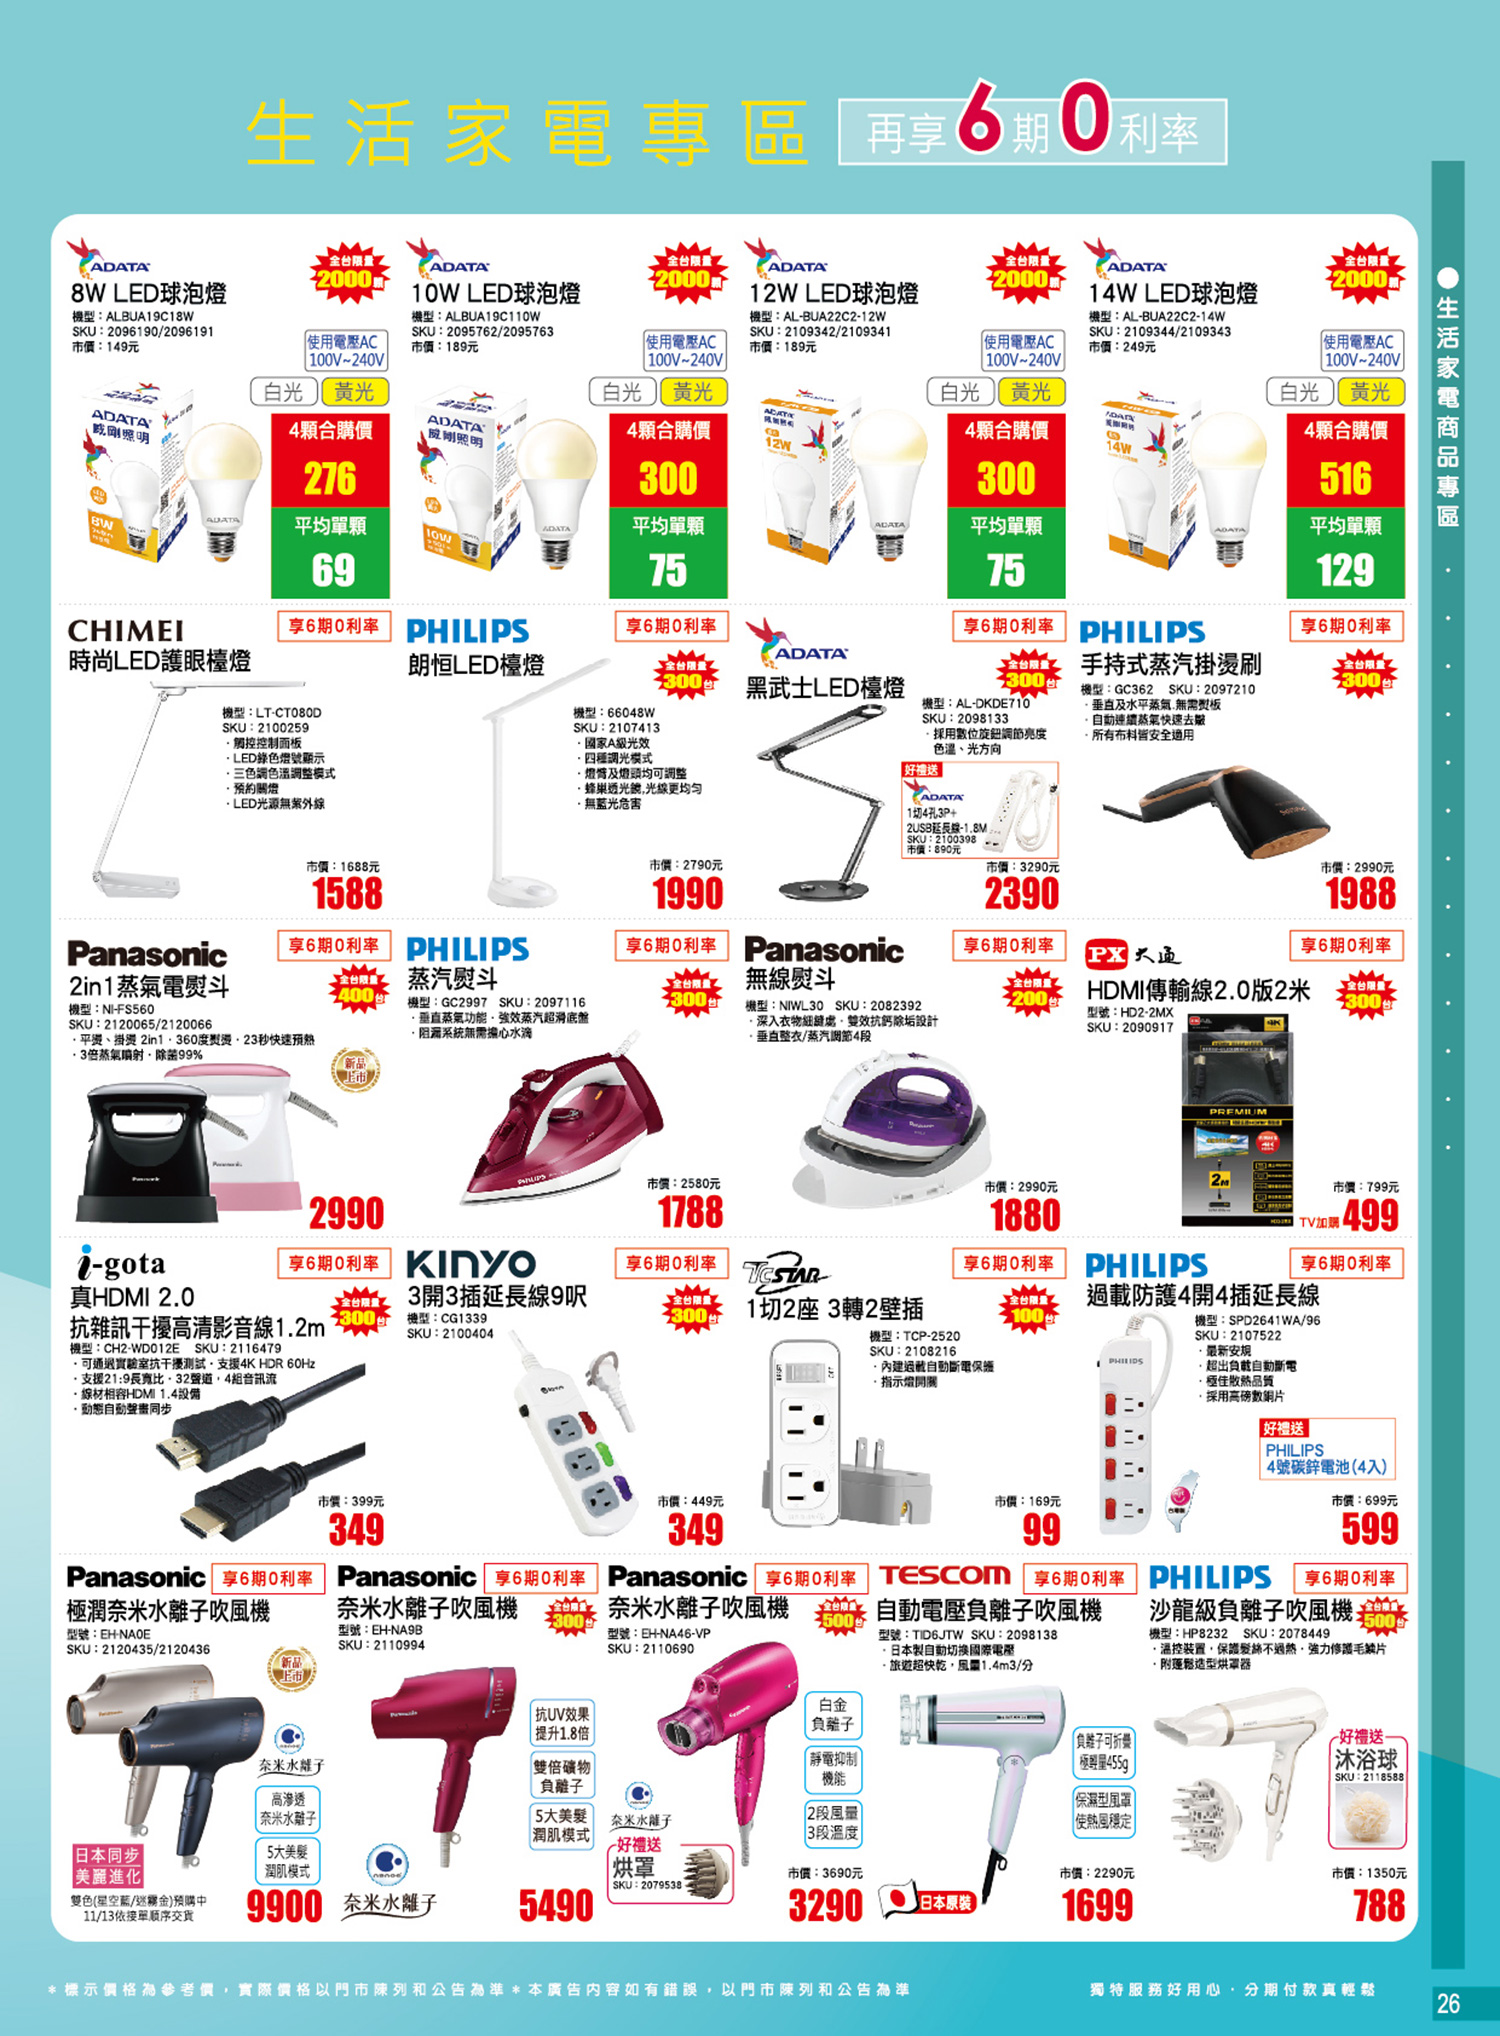 生活家電專區 再享6期0利率
ADATA
8W LED球泡燈
機型：ALBUA19C18W
SKU：2096190/2096191
市價：149元
全台限量
2000顆
使用電壓AC
100V~240V
白光 黃光
4顆合購價
276
平均單顆
69
ADATA
10W LED球泡燈
機型：ALBUA19C110W
SKU：2095762/2095763
市價：189元
全台限量
2000顆
使用電壓AC
100V~240V
白光 黃光
4顆合購價
300
平均單顆
75
ADATA
12W LED球泡燈
機型：AL-BUA22C2-12W
SKU：2109342/2109341
市價：189元
全台限量
2000顆
使用電壓AC
100V~240V
白光 黃光
4顆合購價
300
平均單顆
75
ADATA
14W LED球泡燈
機型：AL-BUA22C2-14W
SKU：2109344/2109343
市價：249元
全台限量
2000顆
使用電壓AC
100V~240V
白光 黃光
4顆合購價
516
平均單顆
129
CHIMEI 享6期0利率
時尚LED護眼檯燈
機型：LT-CT080D
SKU：2100259
・觸控控制面板
・LED綠色燈號顯示
・三色調色溫調整模式
・預約關燈
・LED光源無紫外線
市價：1688元
1588
PHILIPS 享6期0利率
朗恒LED檯燈
全台限量
300台
機型：66048W
SKU：2107413
・國家A級光效
・四種調光模式
・燈臂及燈頭均可調整
・蜂巢透光鏡,光線更均勻
・無藍光危害
市價：2790元
1990
ADATA 享6期0利率
黑武士LED檯燈
全台限量
300台
機型：AL-DKDE710
SKU：2098133
・採用數位旋鈕調節亮度
色溫、光方向
好禮送
ADATA
1切4孔3P+
2USB延長線-1.8M
SKU：2100398
市價：890元
市價：3290元
2390
PHILIPS 享6期0利率
手持式蒸汽掛燙刷
全台限量
300台
機型：GC362 SKU：2097210
・垂直及水平蒸氣.無需熨板
・自動連續蒸氣快速去皺
・所有布料皆安全適用
市價：2990元
1988
Panasonic 享6期0利率
2in1蒸氣電熨斗
全台限量
400台
機型：NI-FS560
SKU：2120065/2120066
・平燙、掛燙 2in1・360度熨燙・23秒快速預熱
・3倍蒸氣噴射・除菌99%
新品
上市
2990
PHILIPS 享6期0利率
蒸汽熨斗
全台限量
300台
機型：GC2997 SKU：2097116
・垂直蒸氣功能・強效蒸汽超滑底盤
・阻漏系統無需擔心水滴
市價：2580元
1788
Panasonic 享6期0利率
無線熨斗
全台限量
200台
機型：NIWL30 SKU：2082392
・深入衣物細縫處・雙效抗鈣除垢設計
・垂直整衣/蒸汽調節4段
市價：2990元
1880
PX 大通 享6期0利率
HDMI傳輸線2.0版2米
全台限量
300台
型號：HD2-2MX
SKU：2090917
PREMIUM
2M
市價：799元
TV加購499
i-gota 享6期0利率
真HDMI 2.0
抗雜訊干擾高清影音線1.2m
全台限量
300台
機型：CH2-WD012E SKU：2116479
・可通過實驗室抗干擾測試・支援4K HDR 60Hz
・支援21:9長寬比・32聲道，4組音訊流
・線材相容HDMI 1.4設備
・動態自動聲畫同步
市價：399元
349
KINYO 享6期0利率
3開3插延長線9呎
全台限量
300台
機型：CG1339
SKU：2100404
市價：449元
349
TCSTAR 享6期0利率
1切2座 3轉2壁插
全台限量
100台
機型：TCP-2520
SKU：2108216
・內建過載自動斷電保護
・指示燈開關
市價：169元
99
PHILIPS 享6期0利率
過載防護4開4插延長線
機型：SPD2641WA/96
SKU：2107522
・最新安規
・超出負載自動斷電
・極佳散熱品質
・採用高磅數銅片
好禮送
PHILIPS
4號碳鋅電池(4入)
市價：699元
599
Panasonic 享6期0利率
極潤奈米水離子吹風機
型號：EH-NA0E
SKU：2120435/2120436
新品
上市
奈米水離子
高滲透
奈米水離子
5大美髮
潤肌模式
日本同步
美麗進化
雙色(星空藍/迷霧金)預購中
11/13依接單順序交貨
9900
Panasonic 享6期0利率
奈米水離子吹風機
全台限量
300台
型號：EH-NA9B
SKU：2110994
抗UV效果
提升1.8倍
雙倍礦物
負離子
5大美髮
潤肌模式
奈米水離子
5490
Panasonic 享6期0利率
奈米水離子吹風機
全台限量
500台
型號：EH-NA46-VP
SKU：2110690
白金
負離子
靜電抑制
機能
2段風量
3段溫度
奈米水離子
好禮送
烘罩
SKU：2079538
市價：3690元
3290
TESCOM 享6期0利率
自動電壓負離子吹風機
型號：TID6JTW SKU：2098138
・日本製自動切換國際電壓
・旅遊超快乾，風量1.4m3/分
負離子可折疊
極輕量455g
保濕型風罩
使熱風穩定
日本原裝
市價：2290元
1699
PHILIPS 享6期0利率
沙龍級負離子吹風機
全台限量
500台
機型：HP8232 SKU：2078449
・溫控裝置，保護髮絲不過熱，強力修護毛鱗片
・附蓬鬆造型烘罩器
好禮送
沐浴球
SKU：2118588
市價：1350元
788
●生活家電商品專區
＊標示價格為參考價，實際價格以門市陳列和公告為準＊本廣告內容如有錯誤，以門市陳列和公告為準
獨特服務好用心．分期付款真輕鬆
26